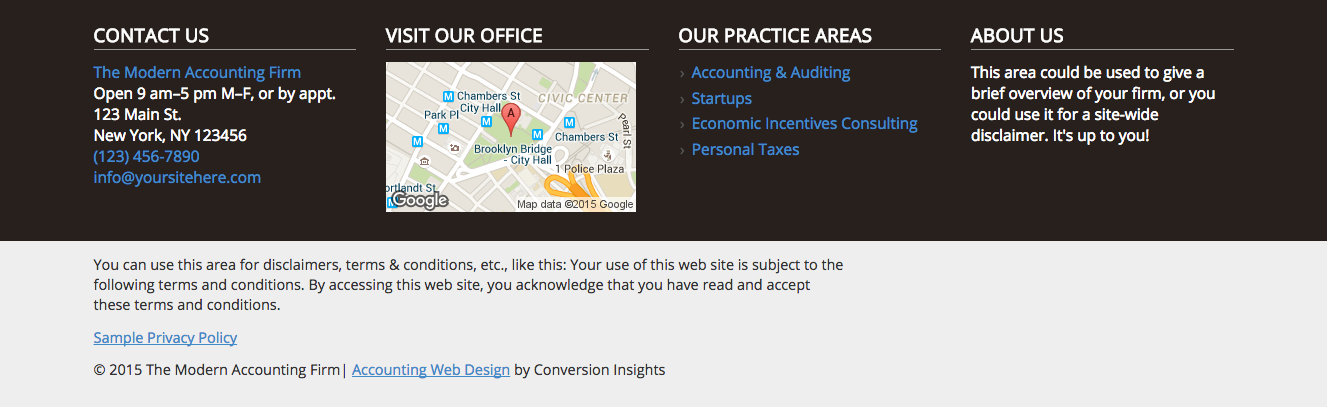 CONTACT US
The Modern Accounting Firm
Open 9 am–5 pm M–F, or by appt.
123 Main St.
New York, NY 123456
(123) 456-7890
info@yoursitehere.com
VISIT OUR OFFICE
Chambers St
City Hall
CIVIC CENTER
Park Pl
Pearl St
Chambers St
Brooklyn Bridge
- City Hall
1 Police Plaza
ortlandt St
Google
Map data ©2015 Google
A
M
M
M
M
M
M
M
OUR PRACTICE AREAS
› Accounting & Auditing
› Startups
› Economic Incentives Consulting
› Personal Taxes
ABOUT US
This area could be used to give a
brief overview of your firm, or you
could use it for a site-wide
disclaimer. It's up to you!
You can use this area for disclaimers, terms & conditions, etc., like this: Your use of this web site is subject to the
following terms and conditions. By accessing this web site, you acknowledge that you have read and accept
these terms and conditions.
Sample Privacy Policy
© 2015 The Modern Accounting Firm| Accounting Web Design by Conversion Insights